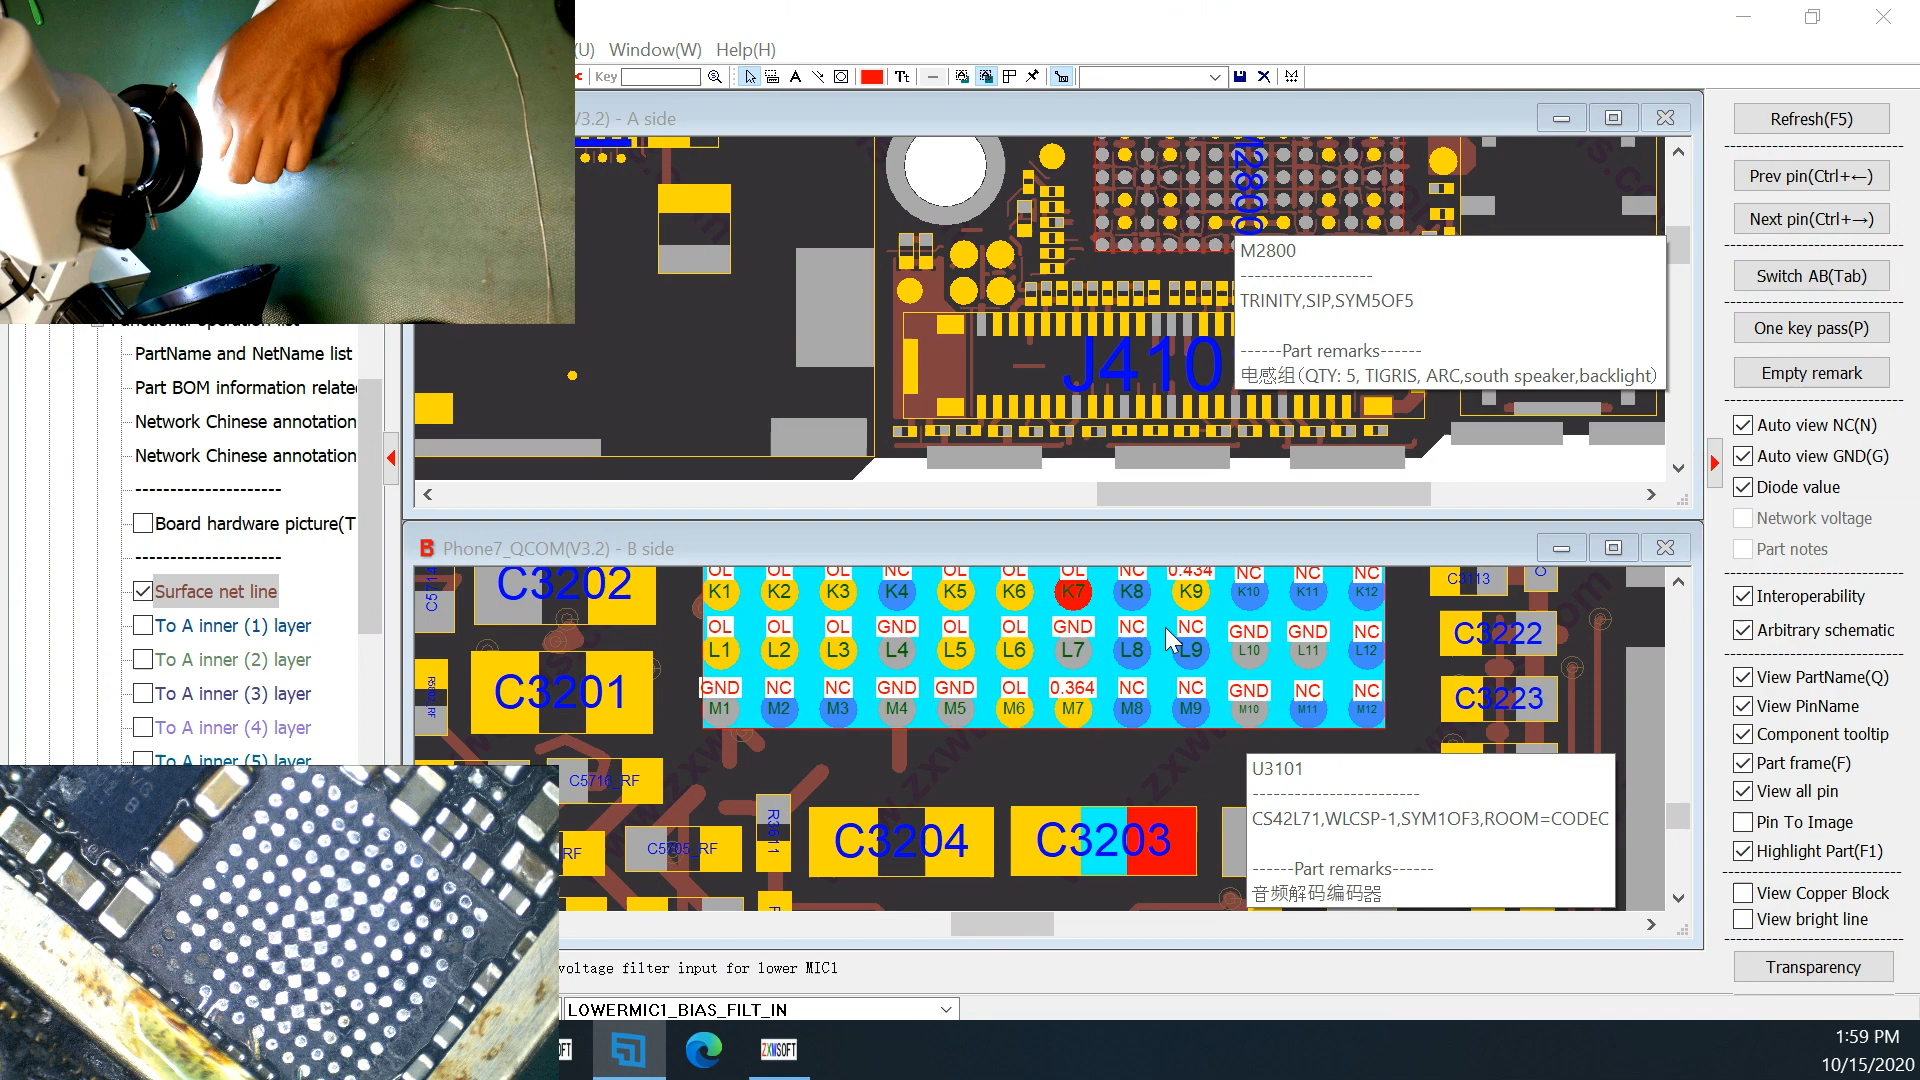 (U) Window(W) Help(H)
Key
Tt
(V3.2) - A side
M2800
J410
M2800
--------------------
TRINITY,SIP,SYM5OF5
------Part remarks------
电感组(QTY: 5, TIGRIS, ARC,south speaker,backlight)
Refresh(F5)
Prev pin(Ctrl+←)
Next pin(Ctrl+→)
Switch AB(Tab)
One key pass(P)
Empty remark
Auto view NC(N)
Auto view GND(G)
Diode value
Network voltage
Part notes
Interoperability
Arbitrary schematic
View PartName(Q)
View PinName
Component tooltip
Part frame(F)
View all pin
Pin To Image
Highlight Part(F1)
View Copper Block
View bright line
Transparency
PartName and NetName list
Part BOM information relate
Network Chinese annotation
Network Chinese annotation
---------------------
Board hardware picture(T
---------------------
Surface net line
To A inner (1) layer
To A inner (2) layer
To A inner (3) layer
To A inner (4) layer
To A inner (5) layer
B Phone7_QCOM(V3.2) - B side
C3202
C3201
C5716_RF
C5705_RF
RF
R3611
C3204
C3203
C3113
C3222
C3223
OL OL OL NC OL OL OL NC 0.434 NC NC NC
K1 K2 K3 K4 K5 K6 K7 K8 K9 K10 K11 K12
OL OL OL GND OL OL GND NC NC GND GND NC
L1 L2 L3 L4 L5 L6 L7 L8 L9 L10 L11 L12
GND NC NC GND GND OL 0.364 NC NC GND NC NC
M1 M2 M3 M4 M5 M6 M7 M8 M9 M10 M11 M12
U3101
------------------------
CS42L71,WLCSP-1,SYM1OF3,ROOM=CODEC
------Part remarks------
音频解码编码器
voltage filter input for lower MIC1
LOWERMIC1_BIAS_FILT_IN
ZXWSOFT
1:59 PM
10/15/2020